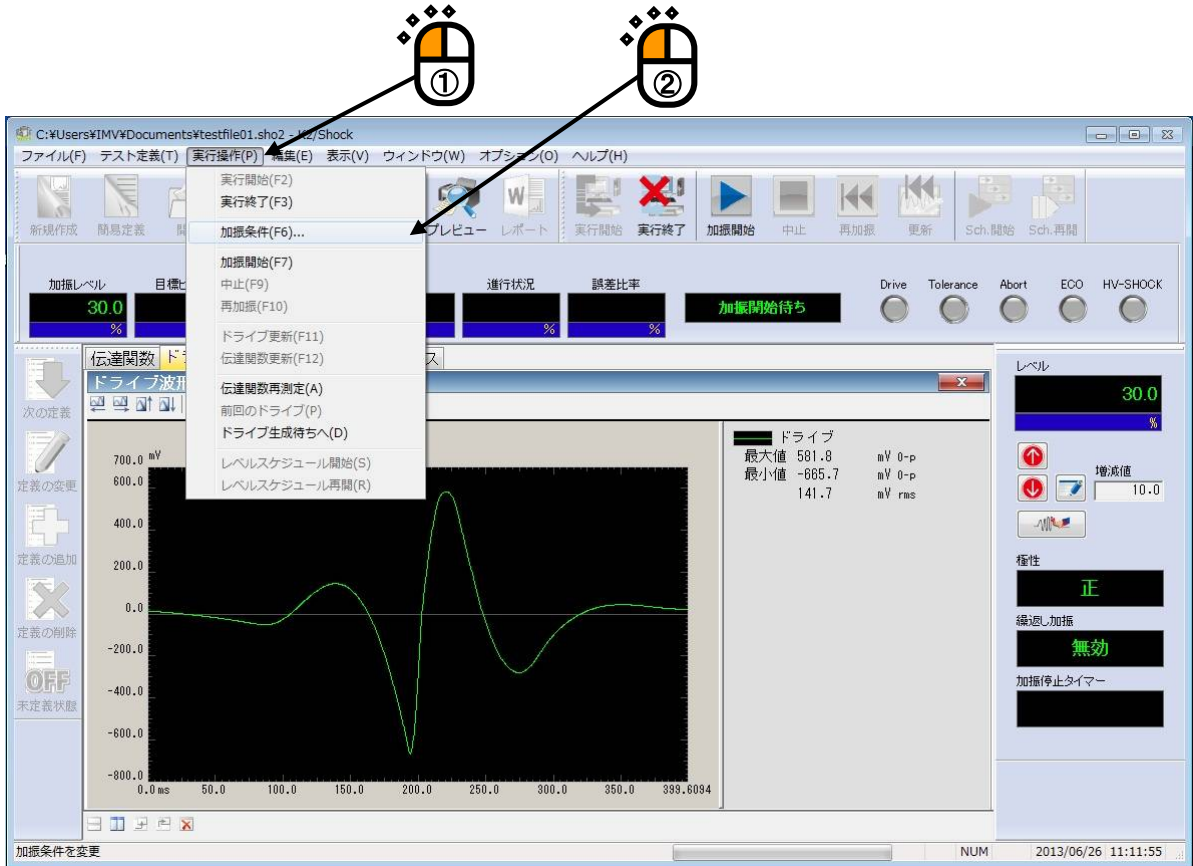 ①
②
C:¥Users¥IMV¥Documents¥testfile01.sho2 - K2/Shock
ファイル(F) テスト定義(T) 実行操作(P) 編集(E) 表示(V) ウィンドウ(W) オプション(O) ヘルプ(H)
実行開始(F2)
実行終了(F3)
加振条件(F6)...
加振開始(F7)
中止(F9)
再加振(F10)
ドライブ更新(F11)
伝達関数更新(F12)
伝達関数再測定(A)
前回のドライブ(P)
ドライブ生成待ちへ(D)
レベルスケジュール開始(S)
レベルスケジュール再開(R)
新規作成 簡易定義 プレビュー レポート 実行開始 実行終了 加振開始 中止 再加振 更新 Sch.開始 Sch.再開
加振レベル 目標ピ 進行状況 誤差比率 Drive Tolerance Abort ECO HV-SHOCK
30.0 加振開始待ち
% % %
伝達関数 ドラ ス
ドライブ波形
次の定義
定義の変更
定義の追加
定義の削除
OFF
未定義状態
700.0 mV
600.0
400.0
200.0
0.0
-200.0
-400.0
-600.0
-800.0
0.0 ms 50.0 100.0 150.0 200.0 250.0 300.0 350.0 399.6094
ドライブ
最大値 581.8 mV 0-p
最小値 -665.7 mV 0-p
141.7 mV rms
レベル
30.0
%
増減値
10.0
極性
正
繰返し加振
無効
加振停止タイマー
加振条件を変更 NUM 2013/06/26 11:11:55